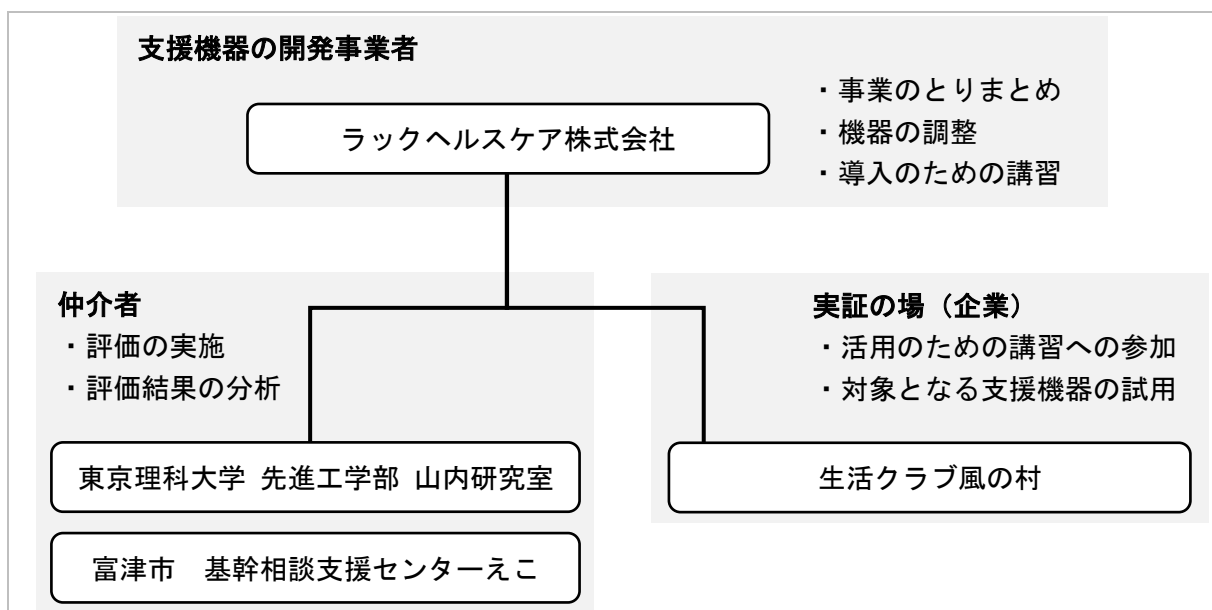 支援機器の開発事業者
ラックヘルスケア株式会社
・事業のとりまとめ
・機器の調整
・導入のための講習
仲介者
・評価の実施
・評価結果の分析
東京理科大学 先進工学部 山内研究室
富津市　基幹相談支援センターえこ
実証の場（企業）
・活用のための講習への参加
・対象となる支援機器の試用
生活クラブ風の村